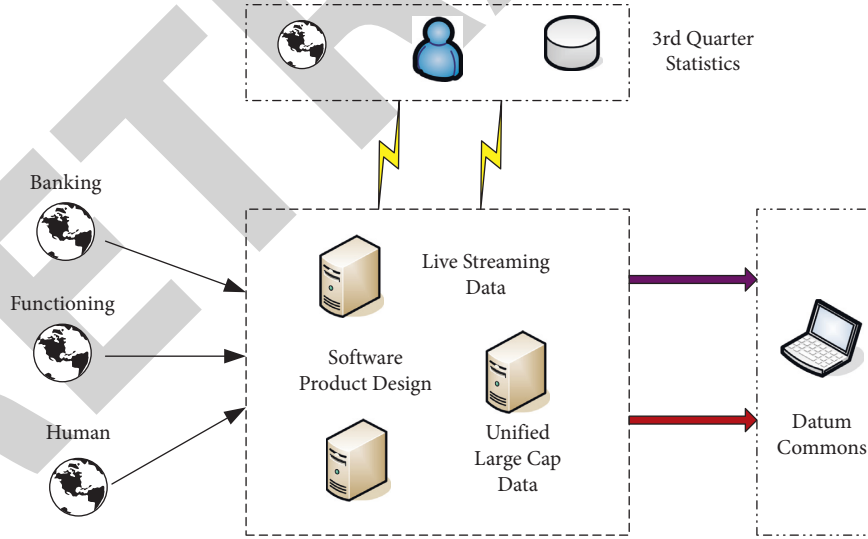 3rd Quarter
Statistics
Banking
Functioning
Human
Live Streaming
Data
Software
Product Design
Unified
Large Cap
Data
Datum
Commons